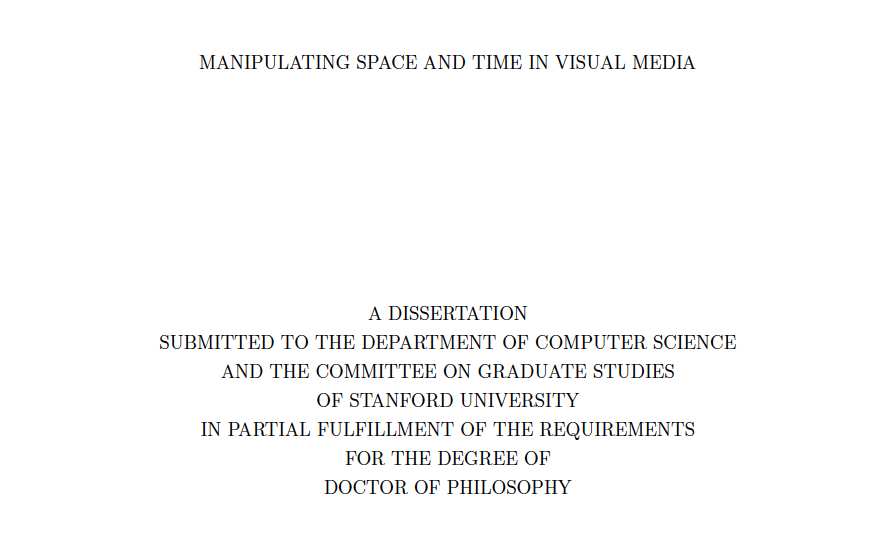 MANIPULATING SPACE AND TIME IN VISUAL MEDIA
A DISSERTATION
SUBMITTED TO THE DEPARTMENT OF COMPUTER SCIENCE
AND THE COMMITTEE ON GRADUATE STUDIES
OF STANFORD UNIVERSITY
IN PARTIAL FULFILLMENT OF THE REQUIREMENTS
FOR THE DEGREE OF
DOCTOR OF PHILOSOPHY